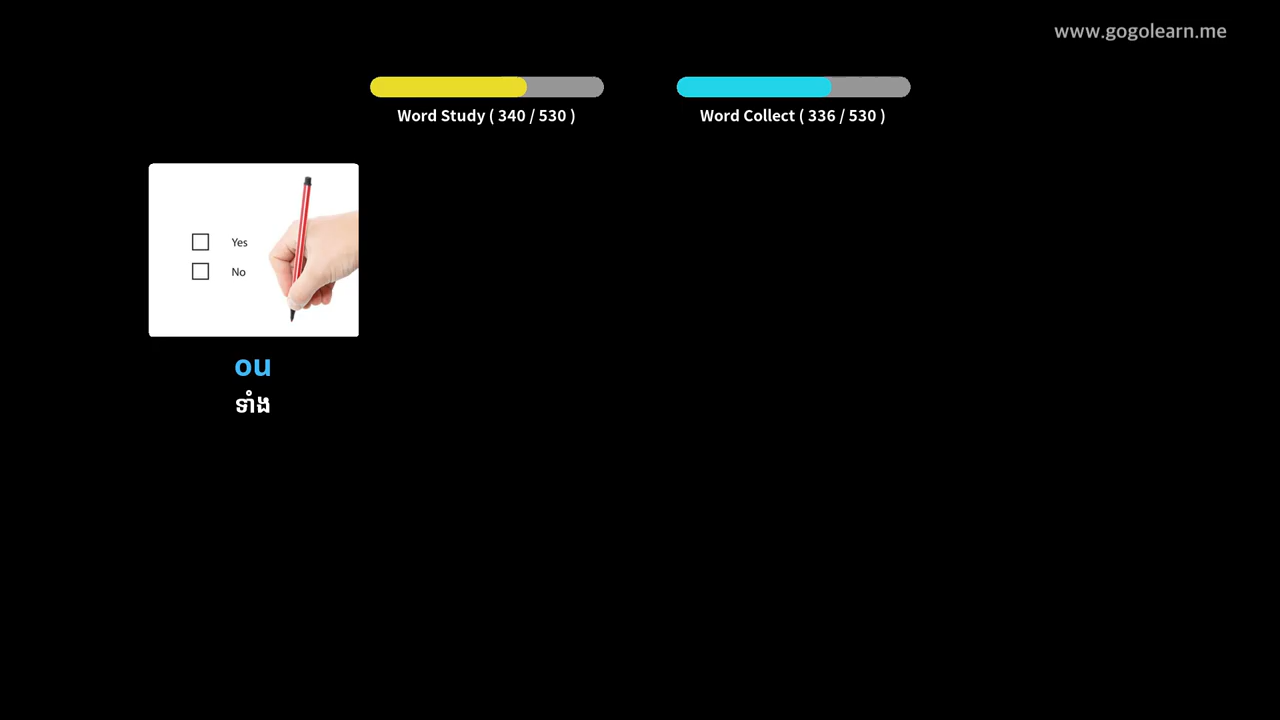 www.gogolearn.me
Word Study ( 340 / 530 )
Word Collect ( 336 / 530 )
Yes
No
ou
ទាំង